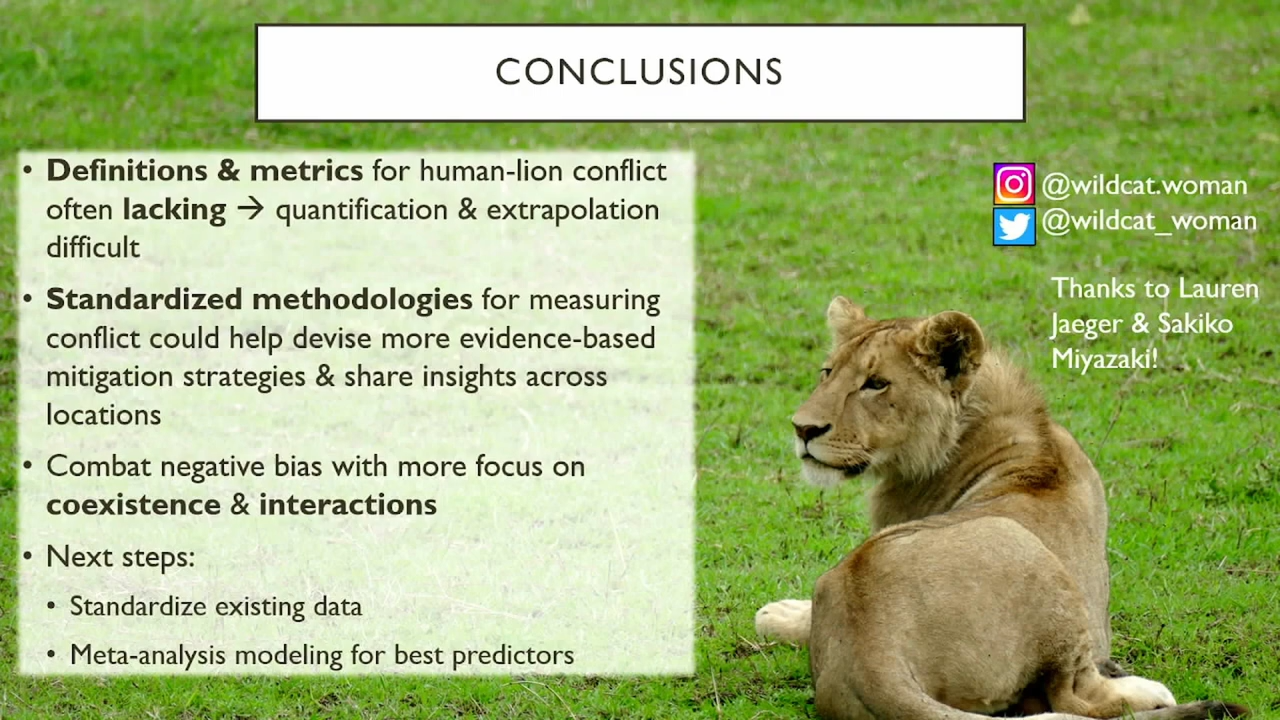 CONCLUSIONS
• Definitions & metrics for human-lion conflict
often lacking → quantification & extrapolation
difficult
• Standardized methodologies for measuring
conflict could help devise more evidence-based
mitigation strategies & share insights across
locations
• Combat negative bias with more focus on
coexistence & interactions
• Next steps:
• Standardize existing data
• Meta-analysis modeling for best predictors
@wildcat.woman
@wildcat_woman
Thanks to Lauren
Jaeger & Sakiko
Miyazaki!